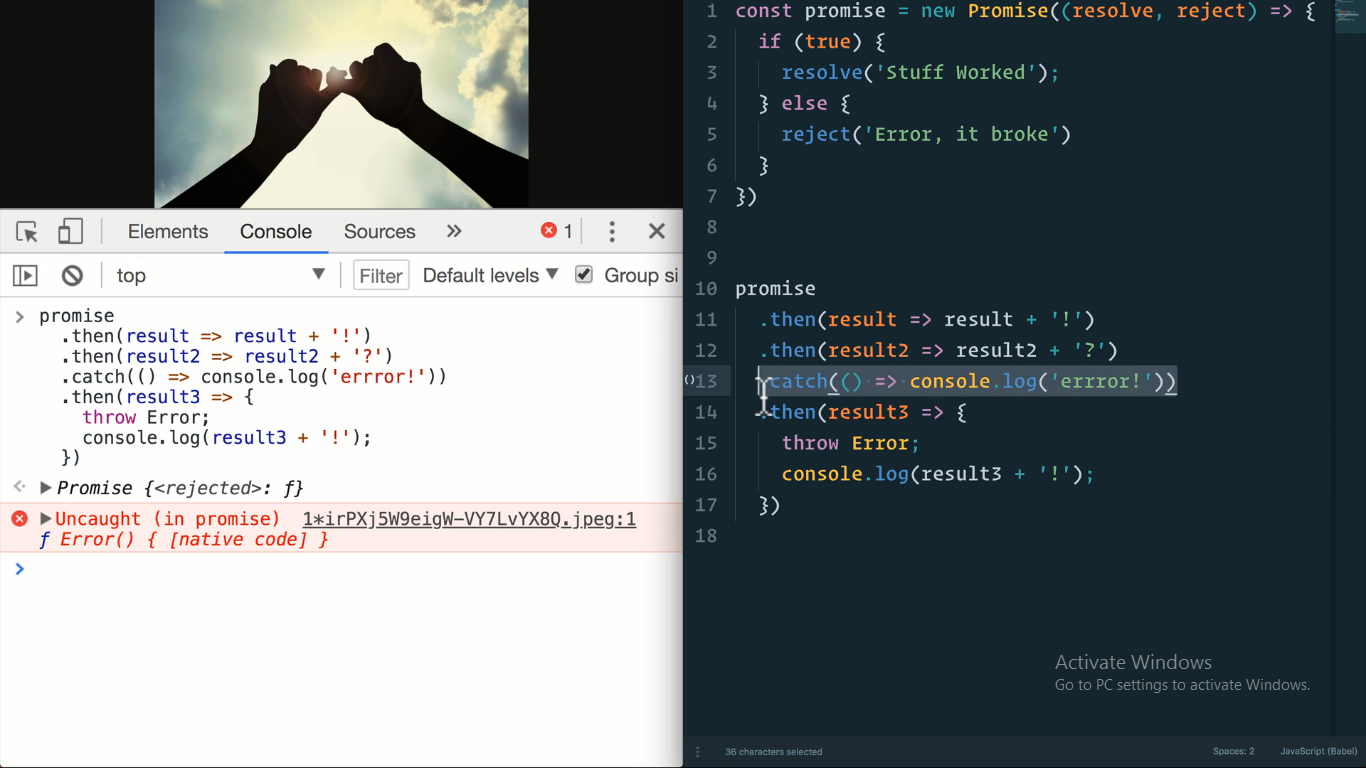 Elements Console Sources » 1
top Filter Default levels Group si
> promise
.then(result => result + '!')
.then(result2 => result2 + '?')
.catch(() => console.log('errror!'))
.then(result3 => {
throw Error;
console.log(result3 + '!');
})
Promise {<rejected>: ƒ}
Uncaught (in promise) 1*irPXj5W9eigW-VY7LvYX8Q.jpeg:1
ƒ Error() { [native code] }
>
1 const promise = new Promise((resolve, reject) => {
2 if (true) {
3 resolve('Stuff Worked');
4 } else {
5 reject('Error, it broke')
6 }
7 })
8
9
10 promise
11 .then(result => result + '!')
12 .then(result2 => result2 + '?')
13 .catch(() => console.log('errror!'))
14 .then(result3 => {
15 throw Error;
16 console.log(result3 + '!');
17 })
18
Activate Windows
Go to PC settings to activate Windows.
36 characters selected Spaces: 2 JavaScript (Babel)